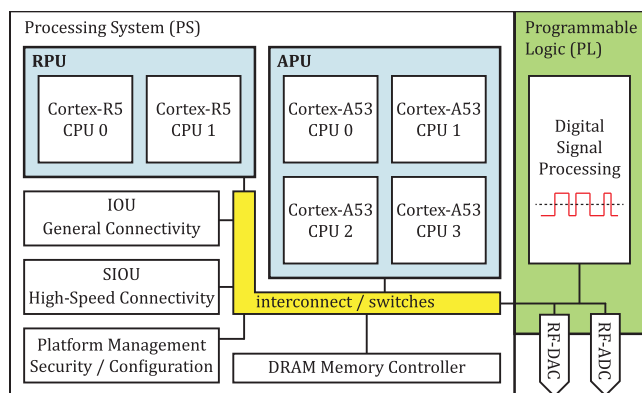 Processing System (PS)
Programmable
Logic (PL)
RPU
APU
Cortex-R5
CPU 0
Cortex-R5
CPU 1
Cortex-A53
CPU 0
Cortex-A53
CPU 1
Digital
Signal
Processing
Cortex-A53
CPU 2
Cortex-A53
CPU 3
IOU
General Connectivity
SIOU
High-Speed Connectivity
interconnect / switches
Platform Management
Security / Configuration
DRAM Memory Controller
RF-DAC
RF-ADC